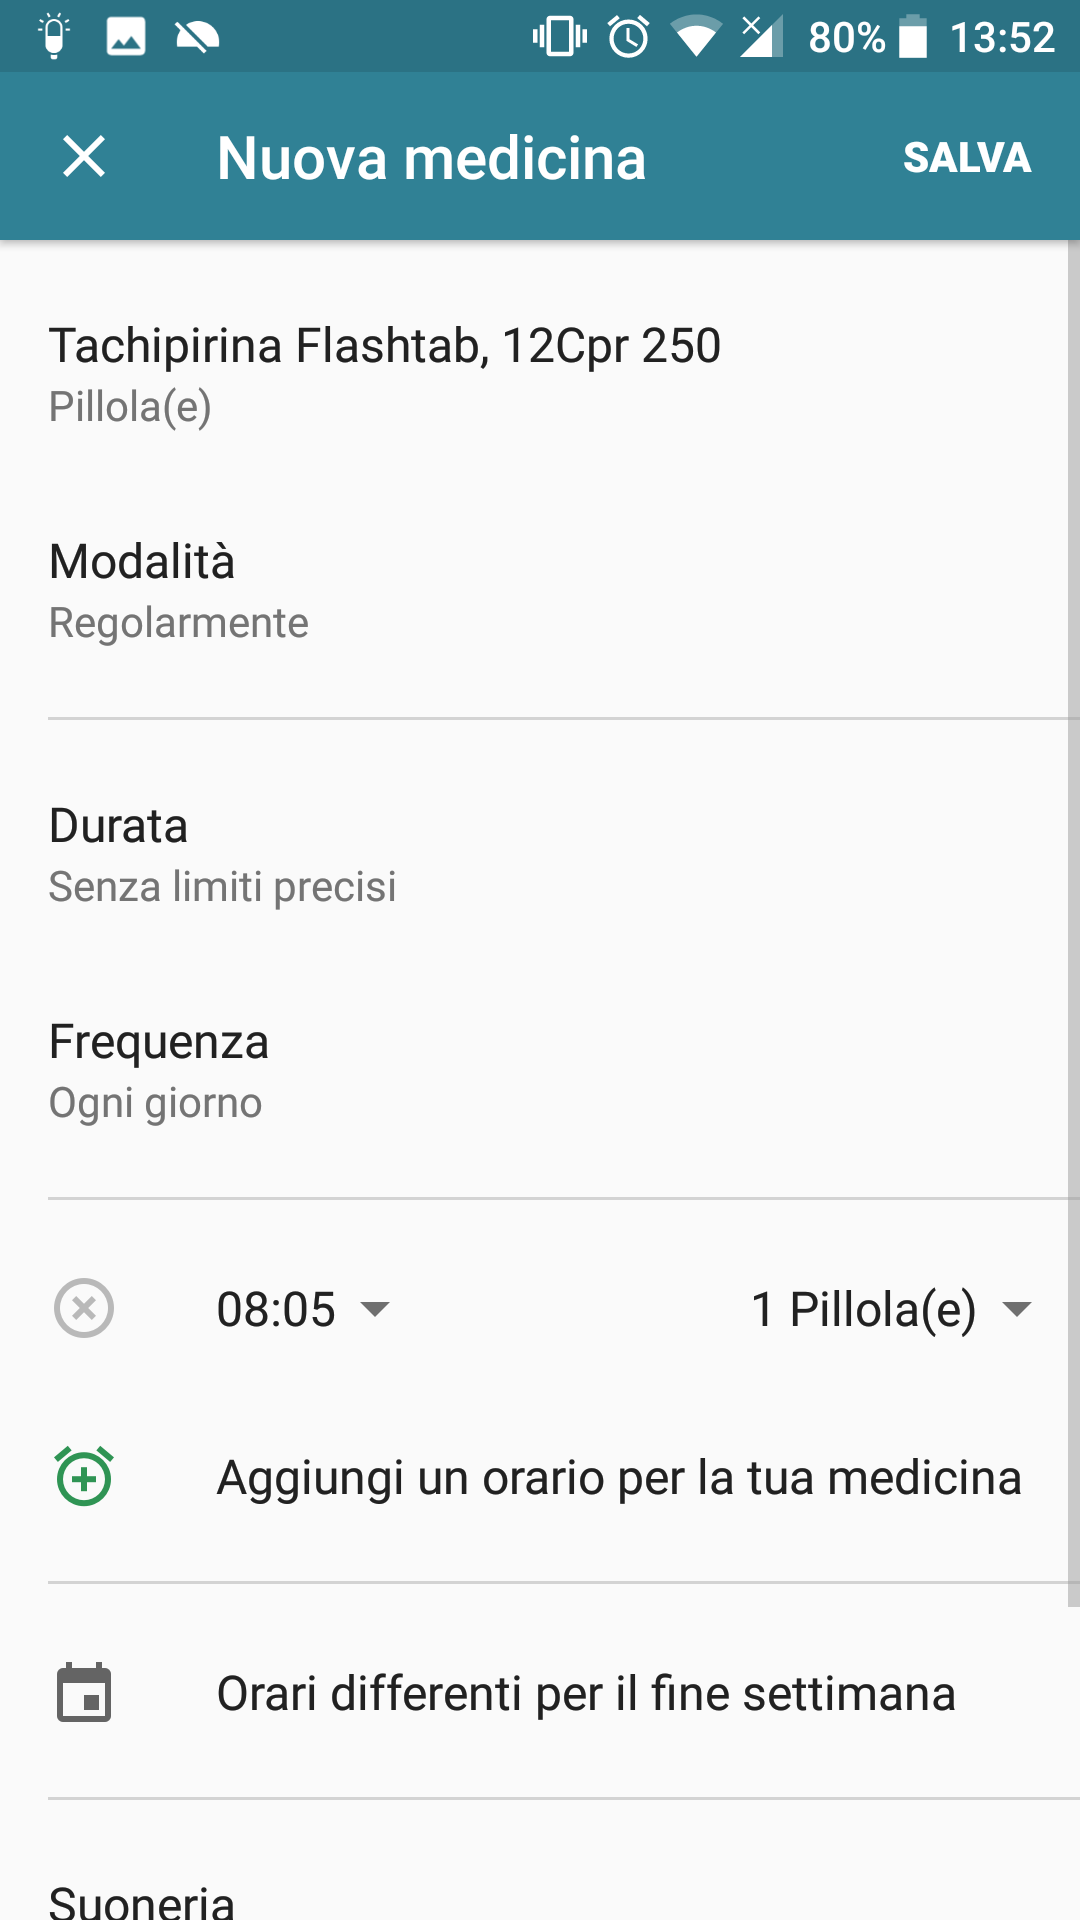 80% 13:52
Nuova medicina SALVA
Tachipirina Flashtab, 12Cpr 250
Pillola(e)
Modalità
Regolarmente
Durata
Senza limiti precisi
Frequenza
Ogni giorno
08:05 1 Pillola(e)
Aggiungi un orario per la tua medicina
Orari differenti per il fine settimana
Suoneria